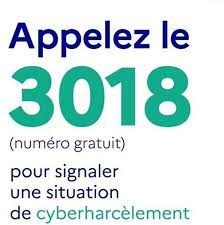 Appelez le
3018
(numéro gratuit)
pour signaler
une situation
de cyberharcèlement